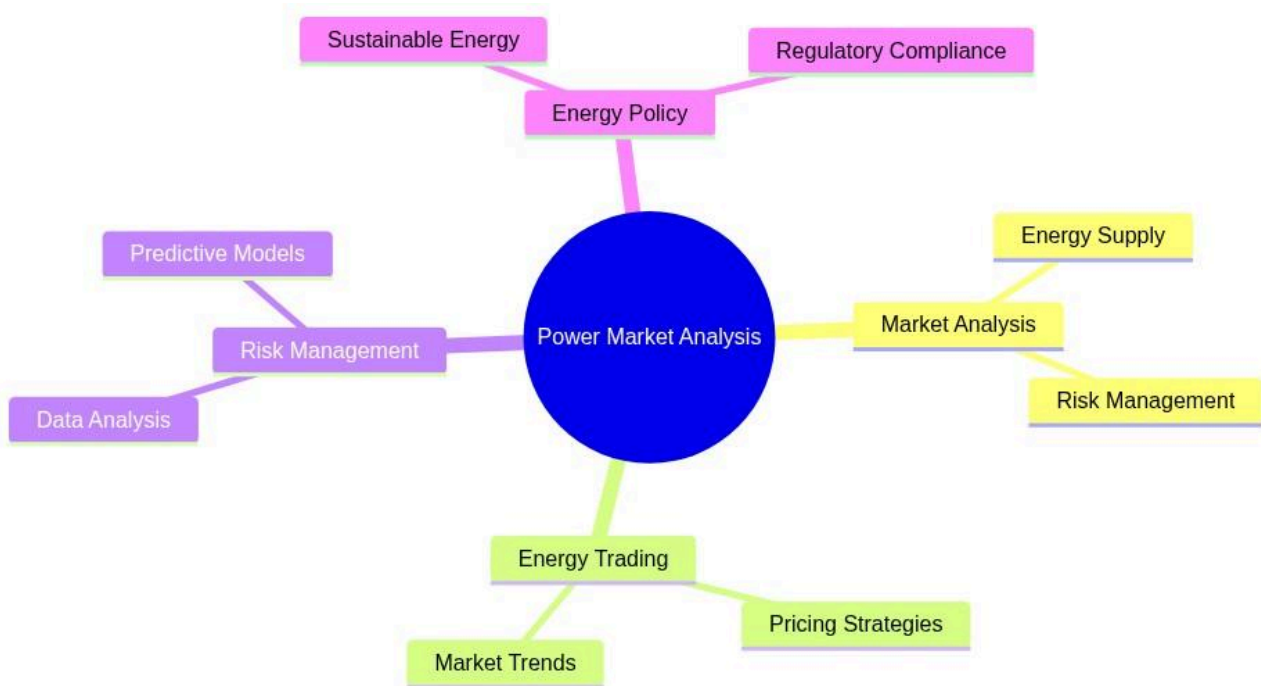 Sustainable Energy
Regulatory Compliance
Energy Policy
Energy Supply
Predictive Models
Market Analysis
Power Market Analysis
Risk Management
Risk Management
Data Analysis
Energy Trading
Pricing Strategies
Market Trends